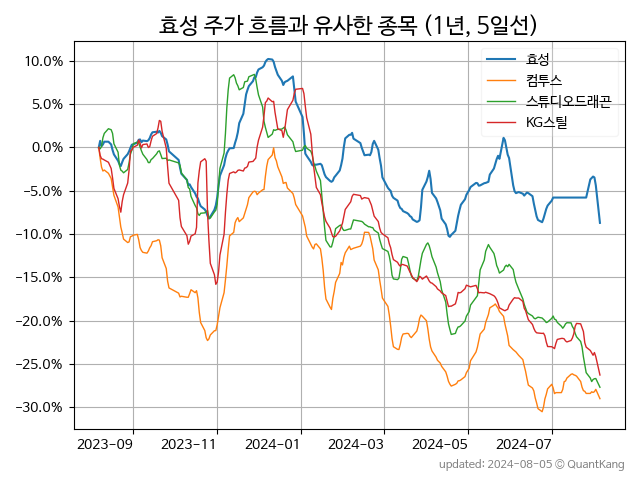 효성 주가 흐름과 유사한 종목 (1년, 5일선)
효성
컴투스
스튜디오드래곤
KG스틸
10.0%
5.0%
0.0%
−5.0%
−10.0%
−15.0%
−20.0%
−25.0%
−30.0%
2023-09 2023-11 2024-01 2024-03 2024-05 2024-07
updated: 2024-08-05 © QuantKang